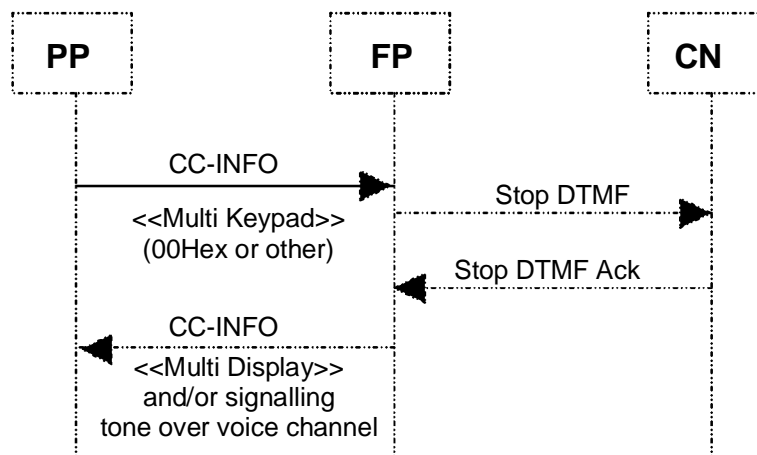 PP
FP
CN
CC-INFO
<<Multi Keypad>>
(00Hex or other)
Stop DTMF
Stop DTMF Ack
CC-INFO
<<Multi Display>>
and/or signalling
tone over voice channel